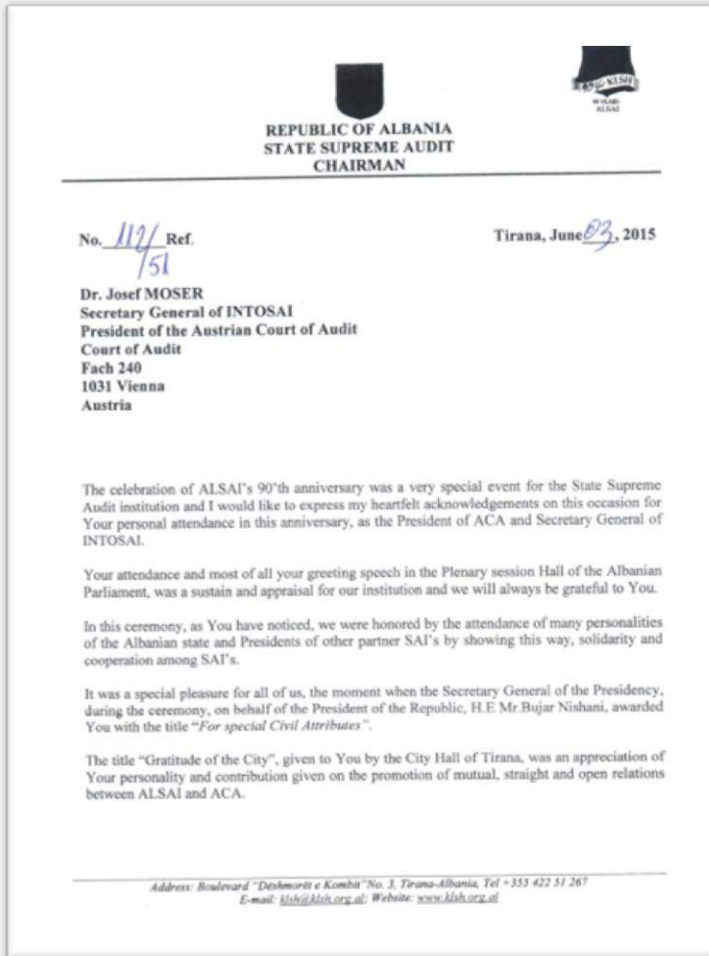 KLSH
90 YEARS
ALSAI
REPUBLIC OF ALBANIA
STATE SUPREME AUDIT
CHAIRMAN
No. 112/51 Ref.
Tirana, June 03, 2015
Dr. Josef MOSER
Secretary General of INTOSAI
President of the Austrian Court of Audit
Court of Audit
Fach 240
1031 Vienna
Austria
The celebration of ALSAI's 90'th anniversary was a very special event for the State Supreme
Audit institution and I would like to express my heartfelt acknowledgements on this occasion for
Your personal attendance in this anniversary, as the President of ACA and Secretary General of
INTOSAI.
Your attendance and most of all your greeting speech in the Plenary session Hall of the Albanian
Parliament, was a sustain and appraisal for our institution and we will always be grateful to You.
In this ceremony, as You have noticed, we were honored by the attendance of many personalities
of the Albanian state and Presidents of other partner SAI's by showing this way, solidarity and
cooperation among SAI's.
It was a special pleasure for all of us, the moment when the Secretary General of the Presidency,
during the ceremony, on behalf of the President of the Republic, H.E Mr.Bujar Nishani, awarded
You with the title "For special Civil Attributes".
The title "Gratitude of the City", given to You by the City Hall of Tirana, was an appreciation of
Your personality and contribution given on the promotion of mutual, straight and open relations
between ALSAI and ACA.
Address: Boulevard "Dëshmorët e Kombit"No. 3, Tirana-Albania, Tel +355 422 51 267
E-mail: klsh@klsh.org.al; Website: www.klsh.org.al